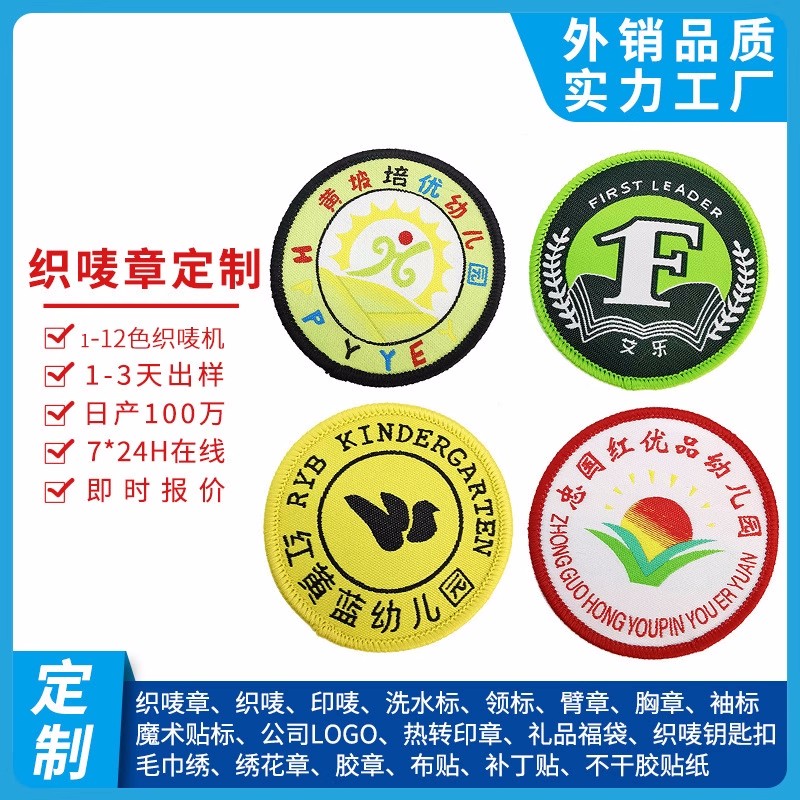 外销品质
实力工厂
织唛章定制
1-12色织唛机
1-3天出样
日产100万
7*24H在线
即时报价
黄坡培优幼儿园
HAPPYYEY
FIRST LEADER
1F
艾乐
RYB KINDERGARTEN
红黄蓝幼儿园
忠国红优品幼儿园
ZHONG GUO HONG YOUPIN YOU ER YUAN
定制
织唛章、织唛、印唛、洗水标、领标、臂章、胸章、袖标
魔术贴标、公司LOGO、热转印章、礼品福袋、织唛钥匙扣
毛巾绣、绣花章、胶章、布贴、补丁贴、不干胶贴纸